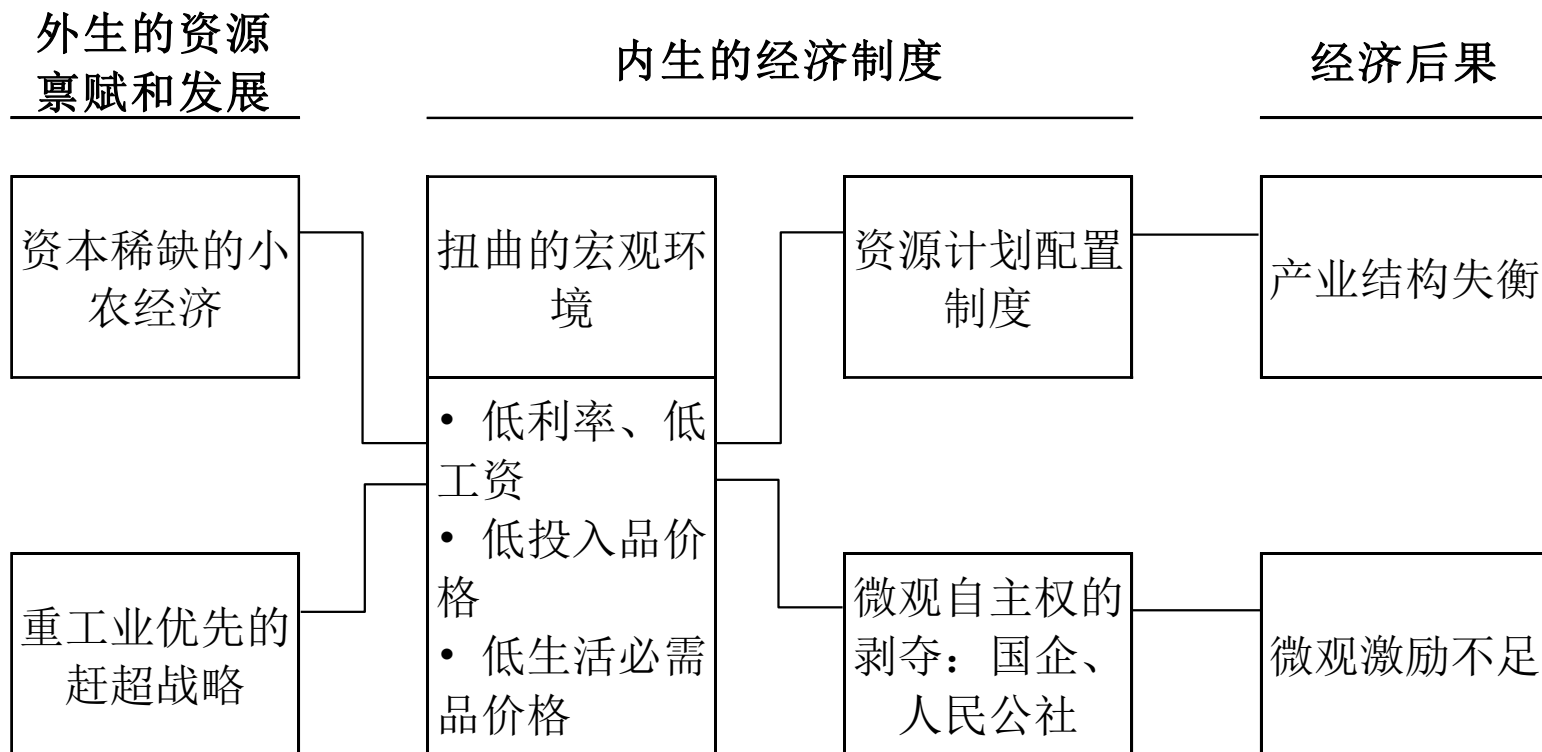 外生的资源
禀赋和发展
内生的经济制度
经济后果
资本稀缺的小
农经济
扭曲的宏观环
境
资源计划配置
制度
产业结构失衡
• 低利率、低
工资
• 低投入品价
格
• 低生活必需
品价格
重工业优先的
赶超战略
微观自主权的
剥夺：国企、
人民公社
微观激励不足